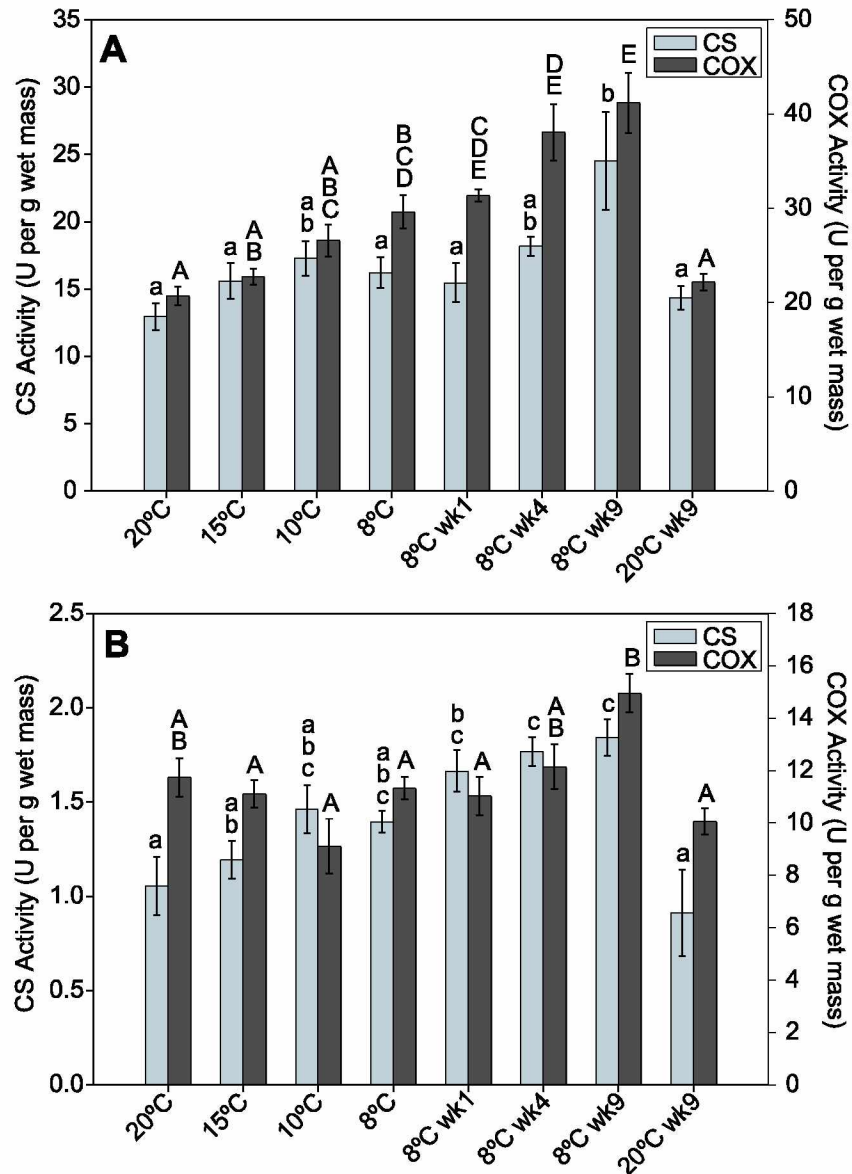 A
CS
COX
CS Activity (U per g wet mass)
COX Activity (U per g wet mass)
35
30
25
20
15
10
5
0
50
40
30
20
10
0
a
A
a
A
B
a
b
A
B
C
a
B
C
D
a
C
D
E
a
b
D
E
b
E
a
A
20ºC
15ºC
10ºC
8ºC
8ºC wk1
8ºC wk4
8ºC wk9
20ºC wk9
B
CS
COX
CS Activity (U per g wet mass)
COX Activity (U per g wet mass)
2.5
2.0
1.5
1.0
0.5
0.0
18
16
14
12
10
8
6
4
2
0
a
A
B
a
b
A
a
b
c
A
a
b
c
A
b
c
A
c
A
B
c
B
a
A
20ºC
15ºC
10ºC
8ºC
8ºC wk1
8ºC wk4
8ºC wk9
20ºC wk9